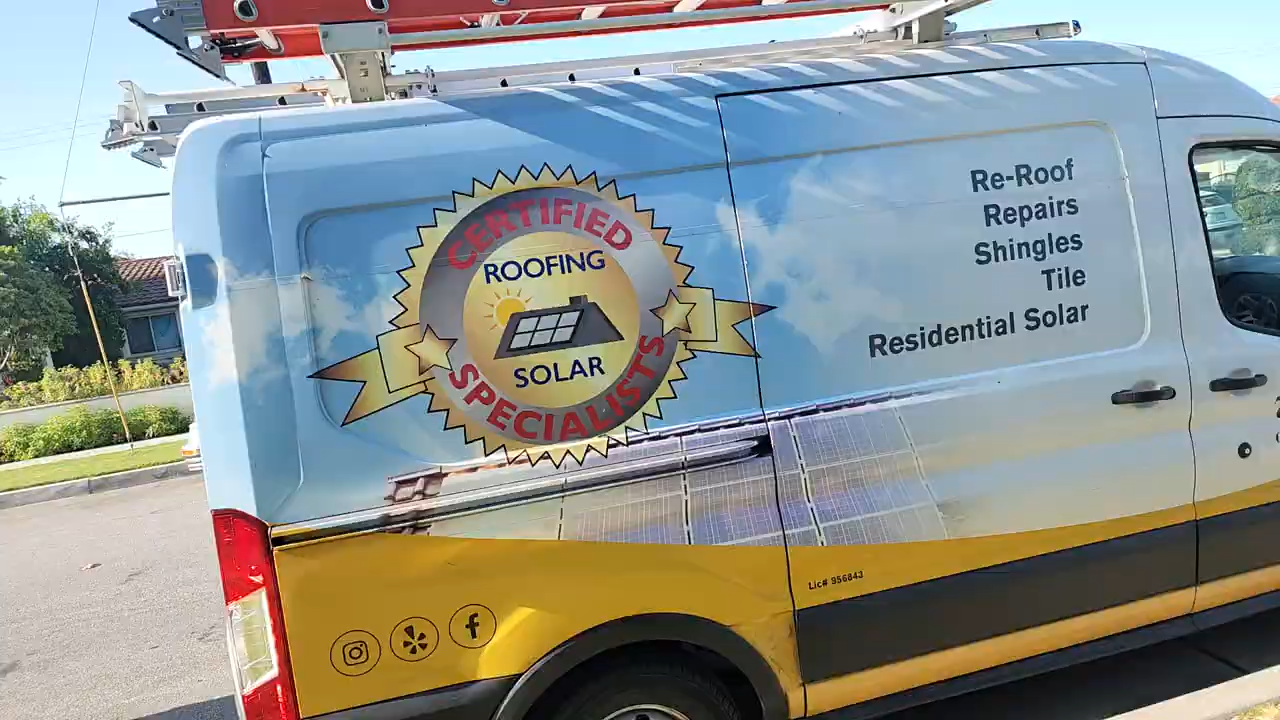 CERTIFIED
ROOFING
SOLAR
SPECIALISTS
Re-Roof
Repairs
Shingles
Tile
Residential Solar
Lic# 956843